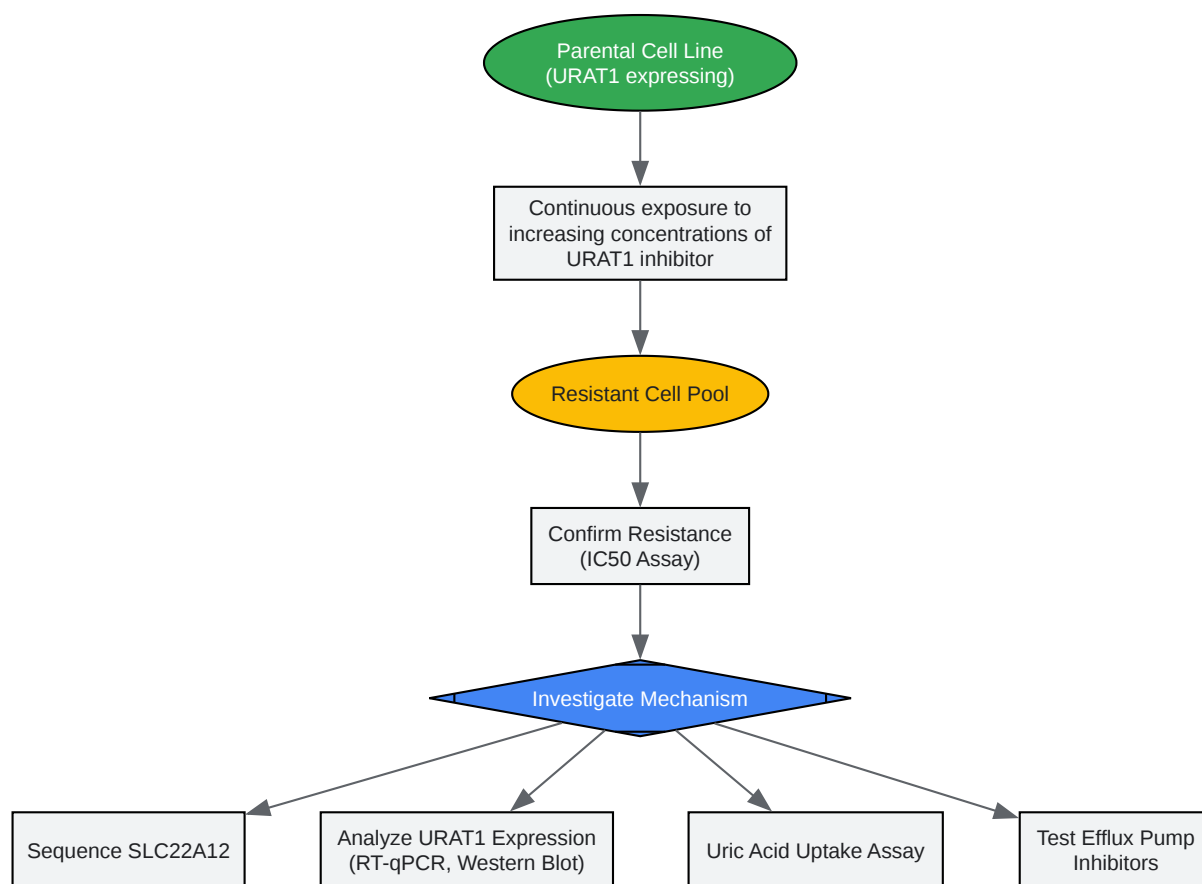 Parental Cell Line
(URAT1 expressing)
Continuous exposure to
increasing concentrations of
URAT1 inhibitor
Resistant Cell Pool
Confirm Resistance
(IC50 Assay)
Investigate Mechanism
Sequence SLC22A12
Analyze URAT1 Expression
(RT-qPCR, Western Blot)
Uric Acid Uptake Assay
Test Efflux Pump
Inhibitors